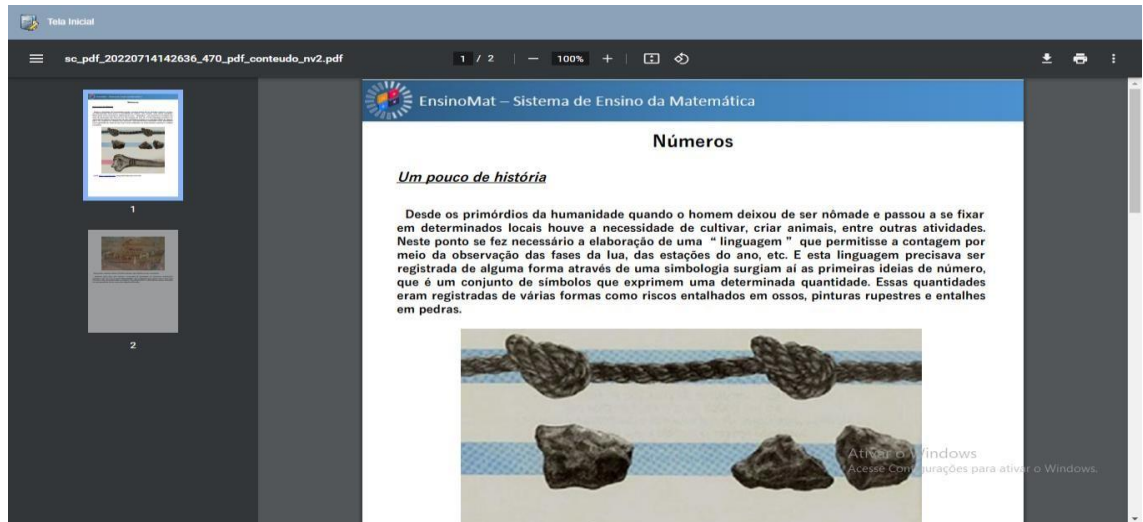 Tela Inicial
sc_pdf_20220714142636_470_pdf_conteudo_nv2.pdf
1 / 2
100%
EnsinoMat – Sistema de Ensino da Matemática
Números
Um pouco de história
Desde os primórdios da humanidade quando o homem deixou de ser nômade e passou a se fixar
em determinados locais houve a necessidade de cultivar, criar animais, entre outras atividades.
Neste ponto se fez necessário a elaboração de uma “ linguagem ” que permitisse a contagem por
meio da observação das fases da lua, das estações do ano, etc. E esta linguagem precisava ser
registrada de alguma forma através de uma simbologia surgiam aí as primeiras ideias de número,
que é um conjunto de símbolos que exprimem uma determinada quantidade. Essas quantidades
eram registradas de várias formas como riscos entalhados em ossos, pinturas rupestres e entalhes
em pedras.
1
2
Ativar o Windows
Acesse Configurações para ativar o Windows.